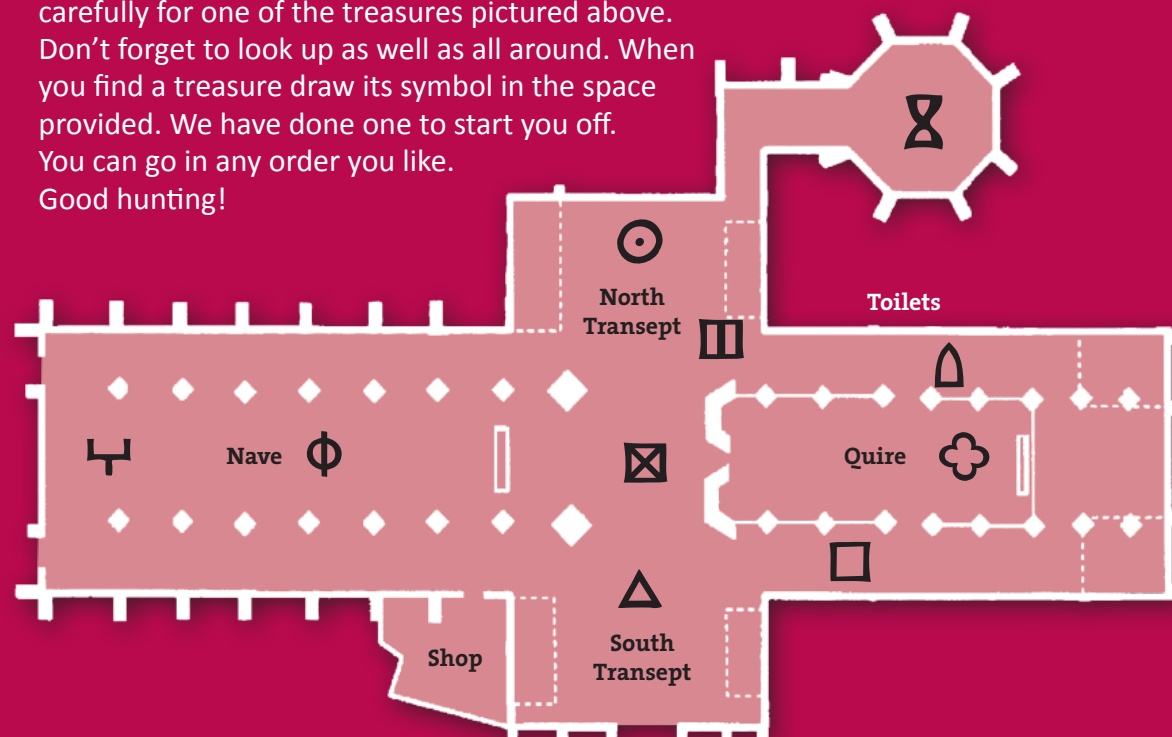 carefully for one of the treasures pictured above.
Don’t forget to look up as well as all around. When
you find a treasure draw its symbol in the space
provided. We have done one to start you off.
You can go in any order you like.
Good hunting!
North
Transept
Toilets
Nave
Quire
Shop
South
Transept